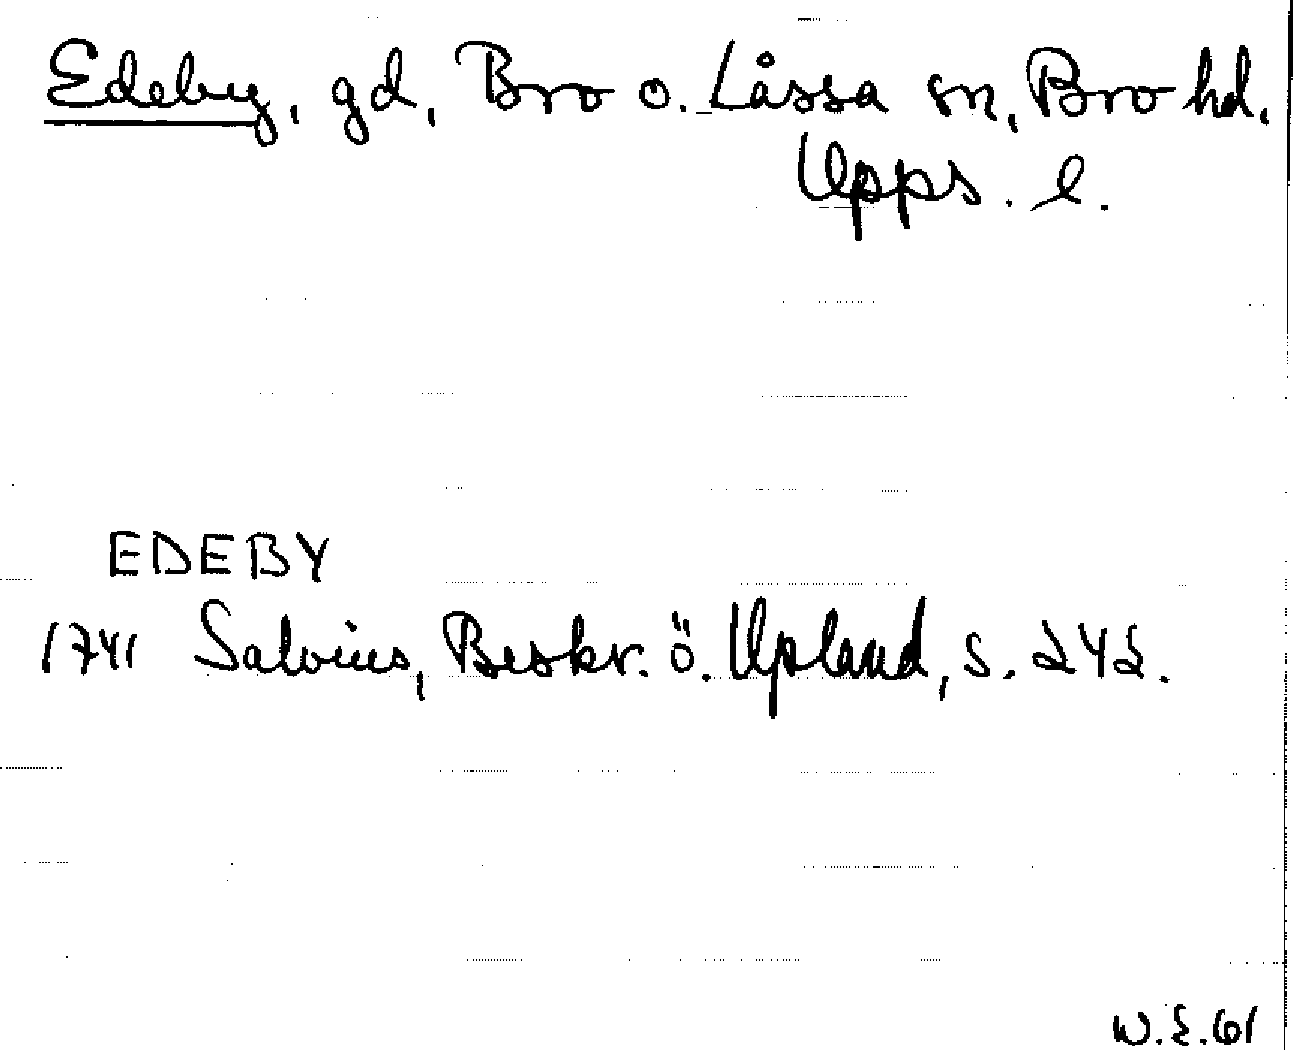 Edeby, gd, Bro o. Låssa sn, Bro hd.
Upps. l.
EDEBY
1741 Salvius, Beskr. ö. Upland, s. 242.
W.E.61